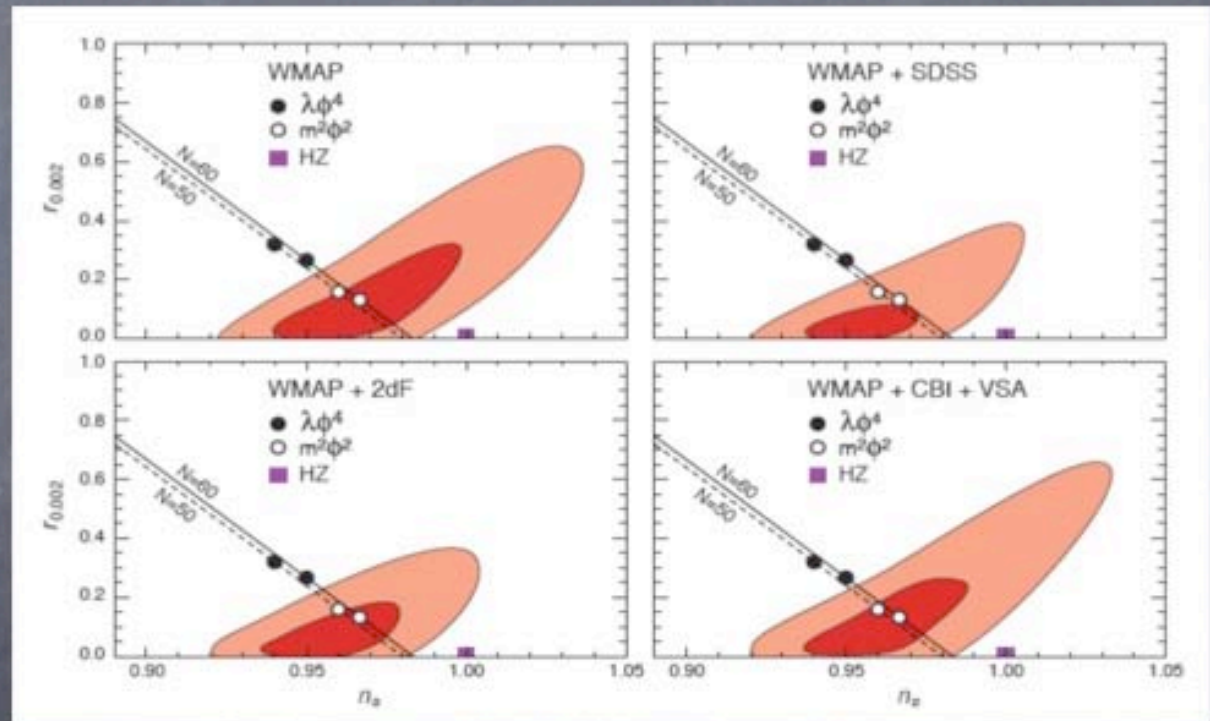 WMAP
λϕ⁴
m²ϕ²
HZ
N=60
N=50
r0.002
1.0
0.8
0.6
0.4
0.2
0.0
WMAP + SDSS
λϕ⁴
m²ϕ²
HZ
N=60
N=50
WMAP + 2dF
λϕ⁴
m²ϕ²
HZ
N=60
N=50
r0.002
1.0
0.8
0.6
0.4
0.2
0.0
0.90 0.95 1.00 1.05
ns
WMAP + CBI + VSA
λϕ⁴
m²ϕ²
HZ
N=60
N=50
0.90 0.95 1.00 1.05
ns